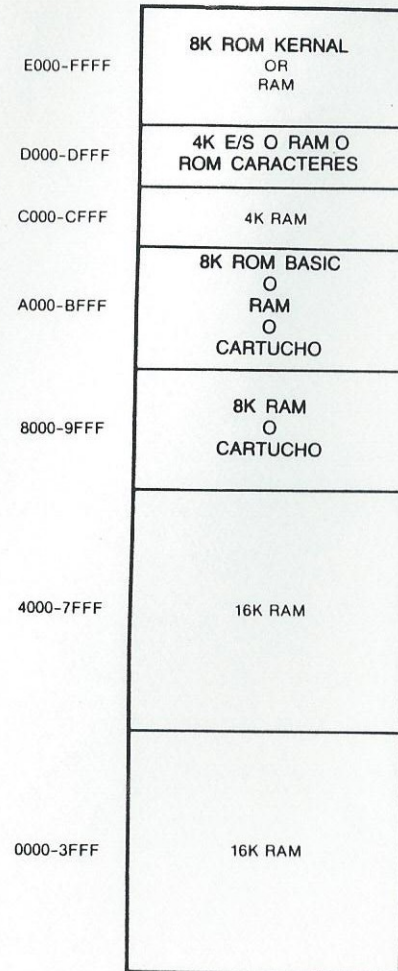 E000-FFFF
8K ROM KERNAL
OR
RAM
D000-DFFF
4K E/S O RAM O
ROM CARACTERES
C000-CFFF
4K RAM
A000-BFFF
8K ROM BASIC
O
RAM
O
CARTUCHO
8000-9FFF
8K RAM
O
CARTUCHO
4000-7FFF
16K RAM
0000-3FFF
16K RAM